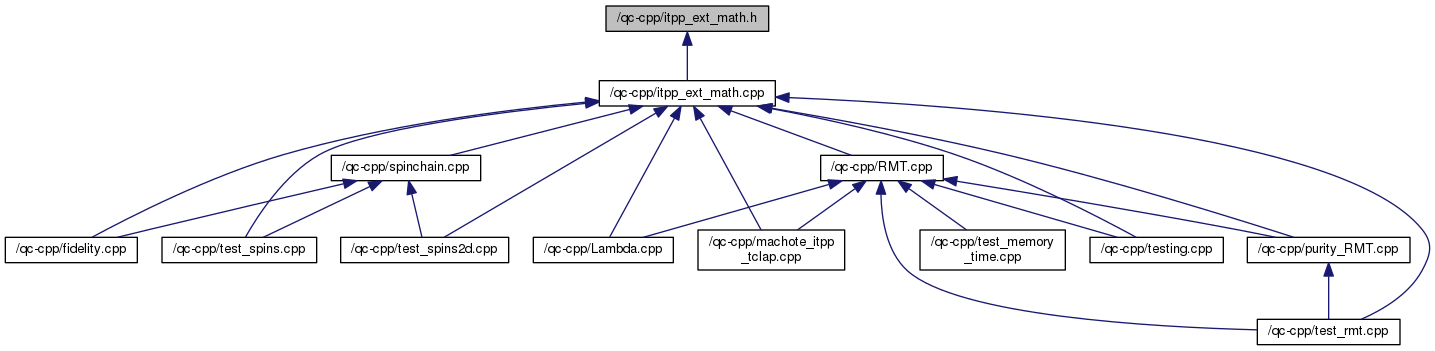 /qc-cpp/itpp_ext_math.h
/qc-cpp/itpp_ext_math.cpp
/qc-cpp/spinchain.cpp
/qc-cpp/RMT.cpp
/qc-cpp/fidelity.cpp
/qc-cpp/test_spins.cpp
/qc-cpp/test_spins2d.cpp
/qc-cpp/Lambda.cpp
/qc-cpp/machote_itpp
_tclap.cpp
/qc-cpp/test_memory
_time.cpp
/qc-cpp/testing.cpp
/qc-cpp/purity_RMT.cpp
/qc-cpp/test_rmt.cpp